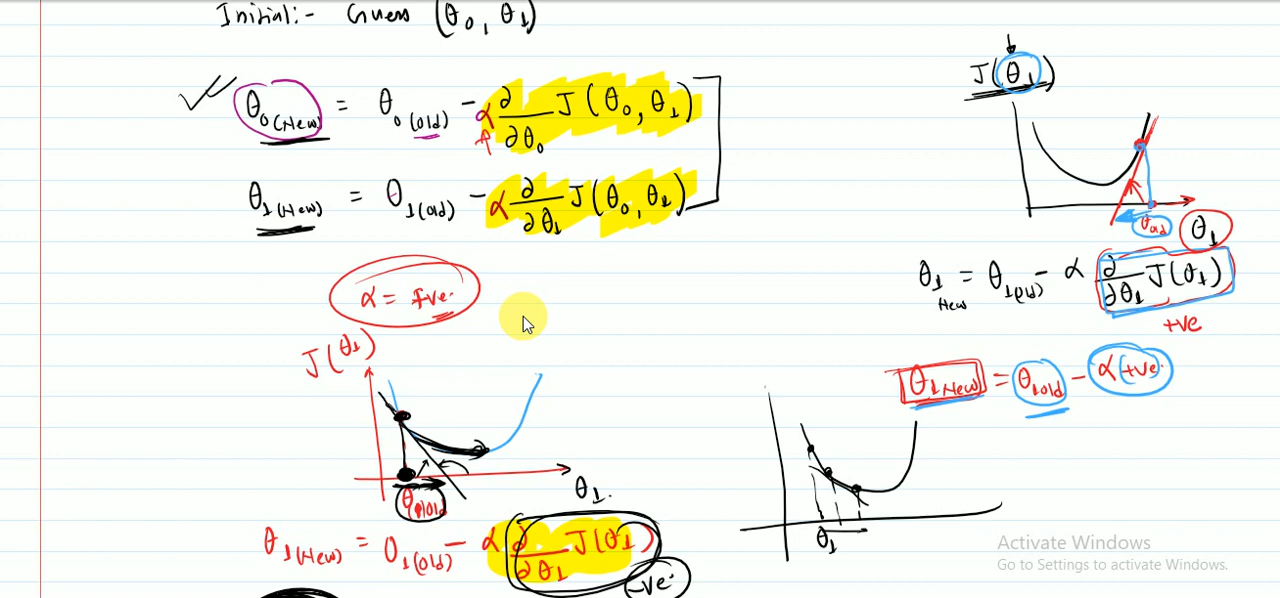 Initial:- Guess (θ₀, θ₁)
θ₀(New) = θ₀(old) - α ∂/∂θ₀ J(θ₀, θ₁)
θ₁(New) = θ₁(old) - α ∂/∂θ₁ J(θ₀, θ₁)
α = +ve.
J(θ₁)
θ₁(old)
θ₁.
θ₁(New) = θ₁(old) - α ∂/∂θ₁ J(θ₁)
-ve.
J(θ₁)
θold
θ₁
θ₁New = θ₁(old) - α ∂/∂θ₁ J(θ₁)
+ve
θ₁New = θ₁old - α(+ve.)
θ₁
Activate Windows
Go to Settings to activate Windows.